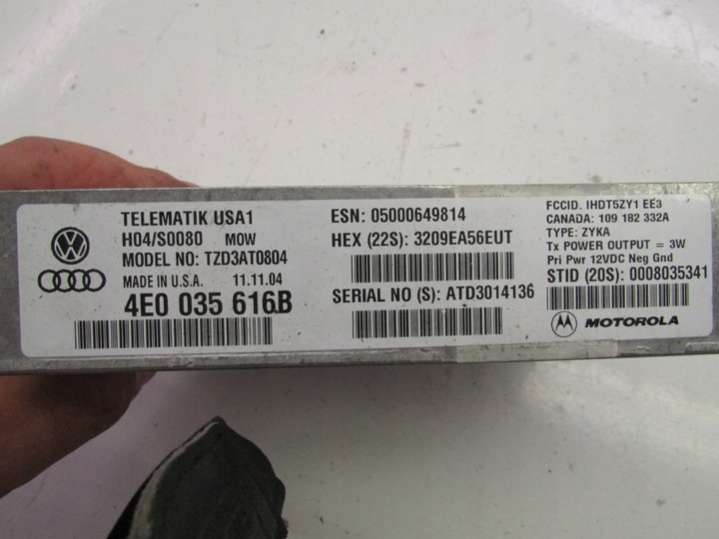 TELEMATIK USA1
H04/S0080 MOW
MODEL NO: TZD3AT0804
MADE IN U.S.A. 11.11.04
4E0 035 616.B
ESN: 05000649814
HEX (22S): 3209EA56EUT
SERIAL NO (S): ATD3014136
FCCID. IHDT5ZY1 EE3
CANADA: 109 182 332A
TYPE: ZYKA
Tx POWER OUTPUT = 3W
Pri Pwr 12VDC Neg Gnd
STID (20S): 0008035341
MOTOROLA